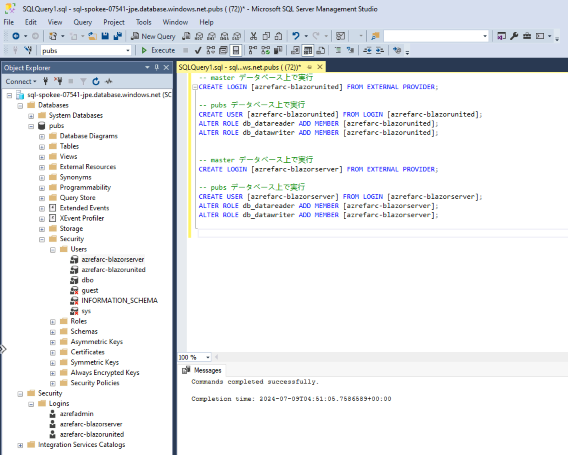 SQLQuery1.sql - sql-spokee-07541-jpe.database.windows.net.pubs ( (72))* - Microsoft SQL Server Management Studio
File Edit View Query Project Tools Window Help
New Query
pubs
Execute
Object Explorer
Connect
sql-spokee-07541-jpe.database.windows.net (SC
Databases
System Databases
pubs
Database Diagrams
Tables
Views
External Resources
Synonyms
Programmability
Query Store
Extended Events
XEvent Profiler
Storage
Security
Users
azrefarc-blazorserver
azrefarc-blazorunited
dbo
guest
INFORMATION_SCHEMA
sys
Roles
Schemas
Asymmetric Keys
Certificates
Symmetric Keys
Always Encrypted Keys
Security Policies
Security
Logins
azrefadmin
azrefarc-blazorserver
azrefarc-blazorunited
Integration Services Catalogs
SQLQuery1.sql - sql...ws.net.pubs ( (72))*
-- master データベース上で実行
CREATE LOGIN [azrefarc-blazorunited] FROM EXTERNAL PROVIDER;
-- pubs データベース上で実行
CREATE USER [azrefarc-blazorunited] FROM LOGIN [azrefarc-blazorunited];
ALTER ROLE db_datareader ADD MEMBER [azrefarc-blazorunited];
ALTER ROLE db_datawriter ADD MEMBER [azrefarc-blazorunited];
-- master データベース上で実行
CREATE LOGIN [azrefarc-blazorserver] FROM EXTERNAL PROVIDER;
-- pubs データベース上で実行
CREATE USER [azrefarc-blazorserver] FROM LOGIN [azrefarc-blazorserver];
ALTER ROLE db_datareader ADD MEMBER [azrefarc-blazorserver];
ALTER ROLE db_datawriter ADD MEMBER [azrefarc-blazorserver];
100 %
Messages
Commands completed successfully.
Completion time: 2024-07-09T04:51:05.7586589+00:00